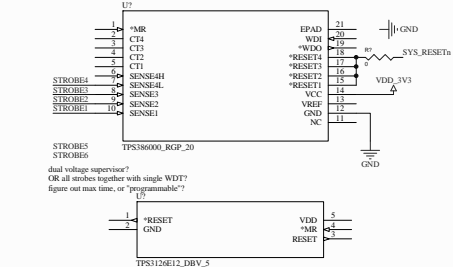 U?
1 *MR EPAD 21
2 CT4 WDI 20
3 CT3 *WDO 19
4 CT2 *RESET4 18
5 CT1 *RESET3 17
6 SENSE4H *RESET2 16
STROBE4 7 SENSE4L *RESET1 15
STROBE3 8 SENSE3 VCC 14
STROBE2 9 SENSE2 VREF 13
STROBE1 10 SENSE1 GND 12
NC 11
GND
R?
0
SYS_RESETn
VDD_3V3
GND
TPS386000_RGP_20
STROBE5
STROBE6
dual voltage supervisor?
OR all strobes together with single WDT?
figure out max time, or "programmable"?
U?
1 *RESET VDD 5
2 GND *MR 4
RESET 3
TPS3126E12_DBV_5